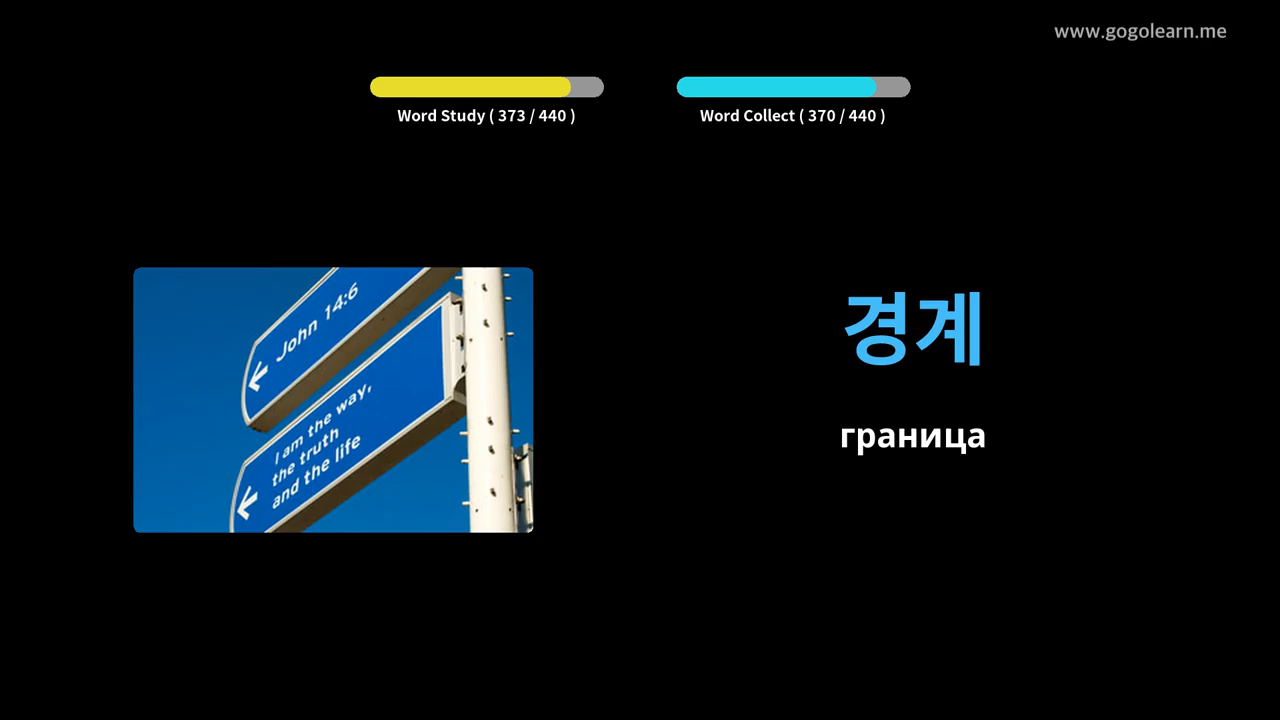 www.gogolearn.me
Word Study ( 373 / 440 )
Word Collect ( 370 / 440 )
John 14:6
I am the way,
the truth
and the life
경계
граница